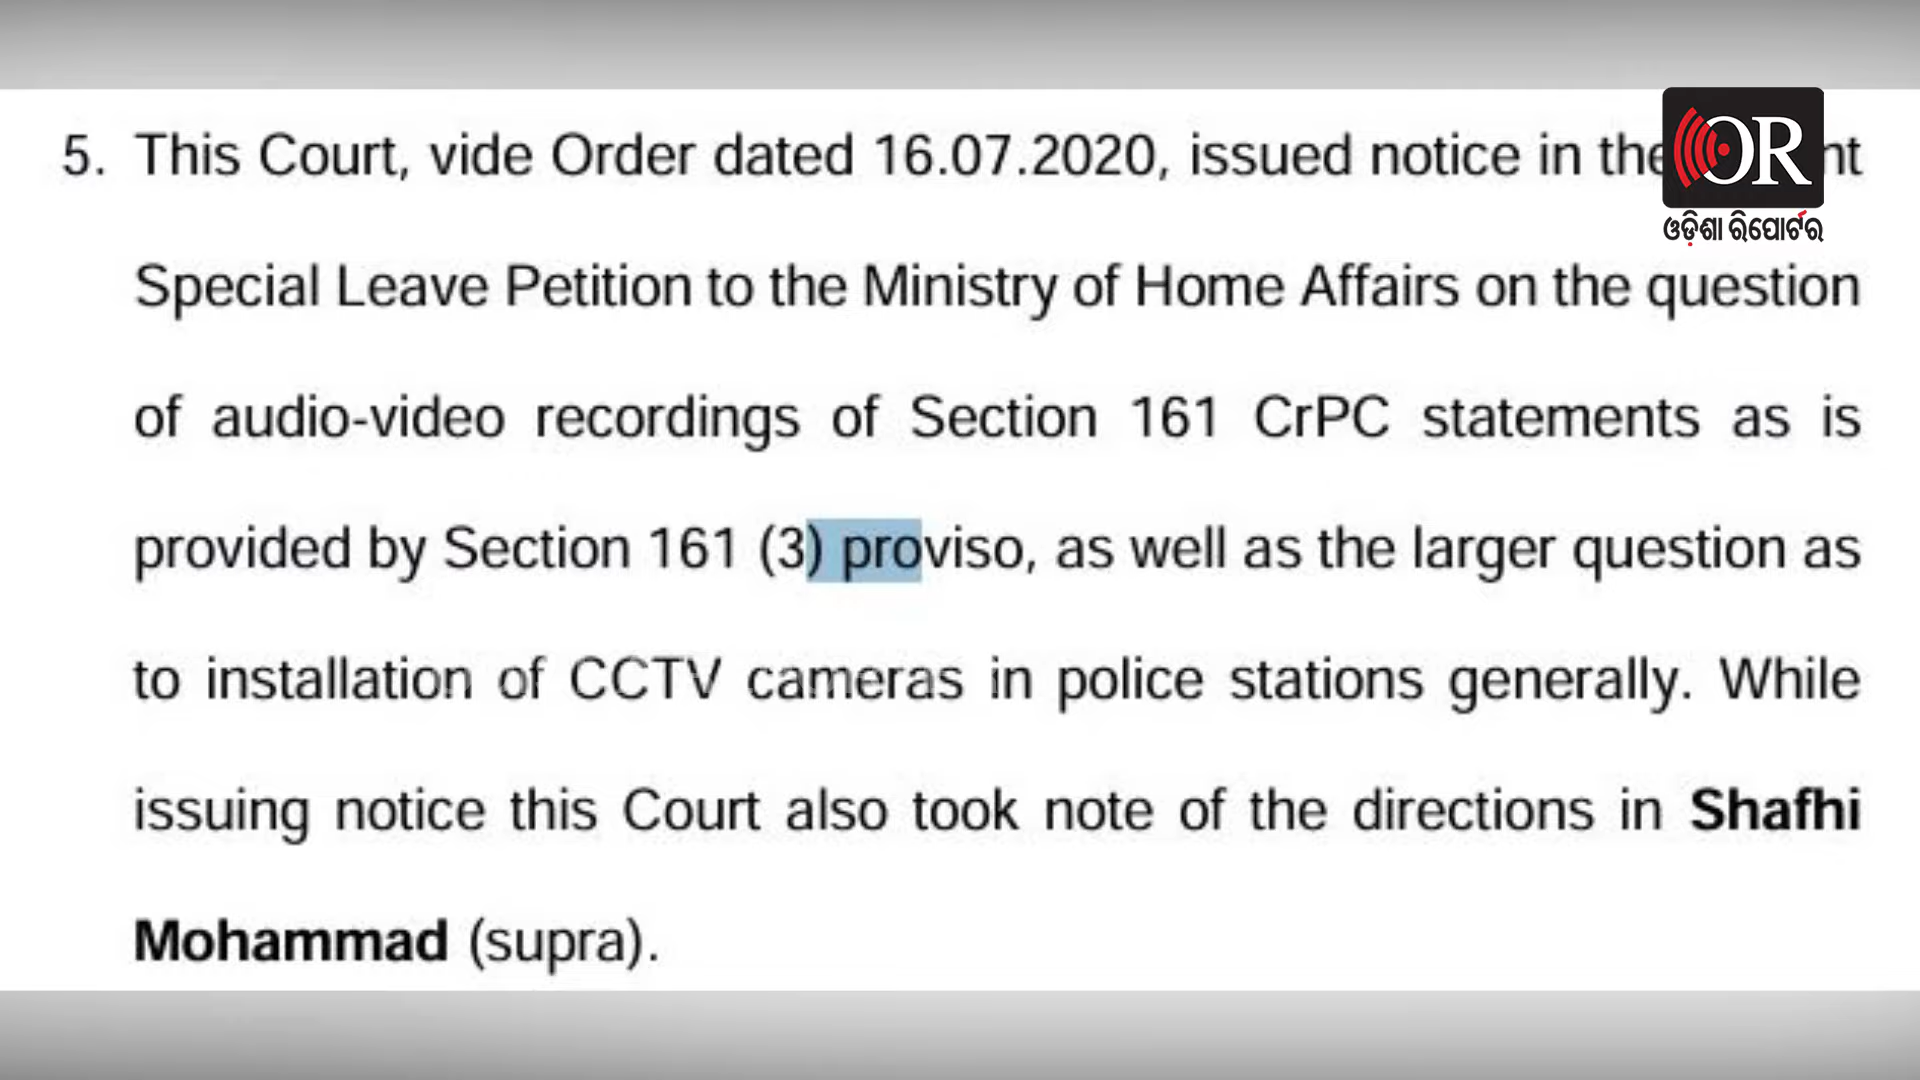 5. This Court, vide Order dated 16.07.2020, issued notice in the nt
Special Leave Petition to the Ministry of Home Affairs on the question
of audio-video recordings of Section 161 CrPC statements as is
provided by Section 161 (3) proviso, as well as the larger question as
to installation of CCTV cameras in police stations generally. While
issuing notice this Court also took note of the directions in Shafhi
Mohammad (supra).
OR
ଓଡ଼ିଶା ରିପୋର୍ଟର